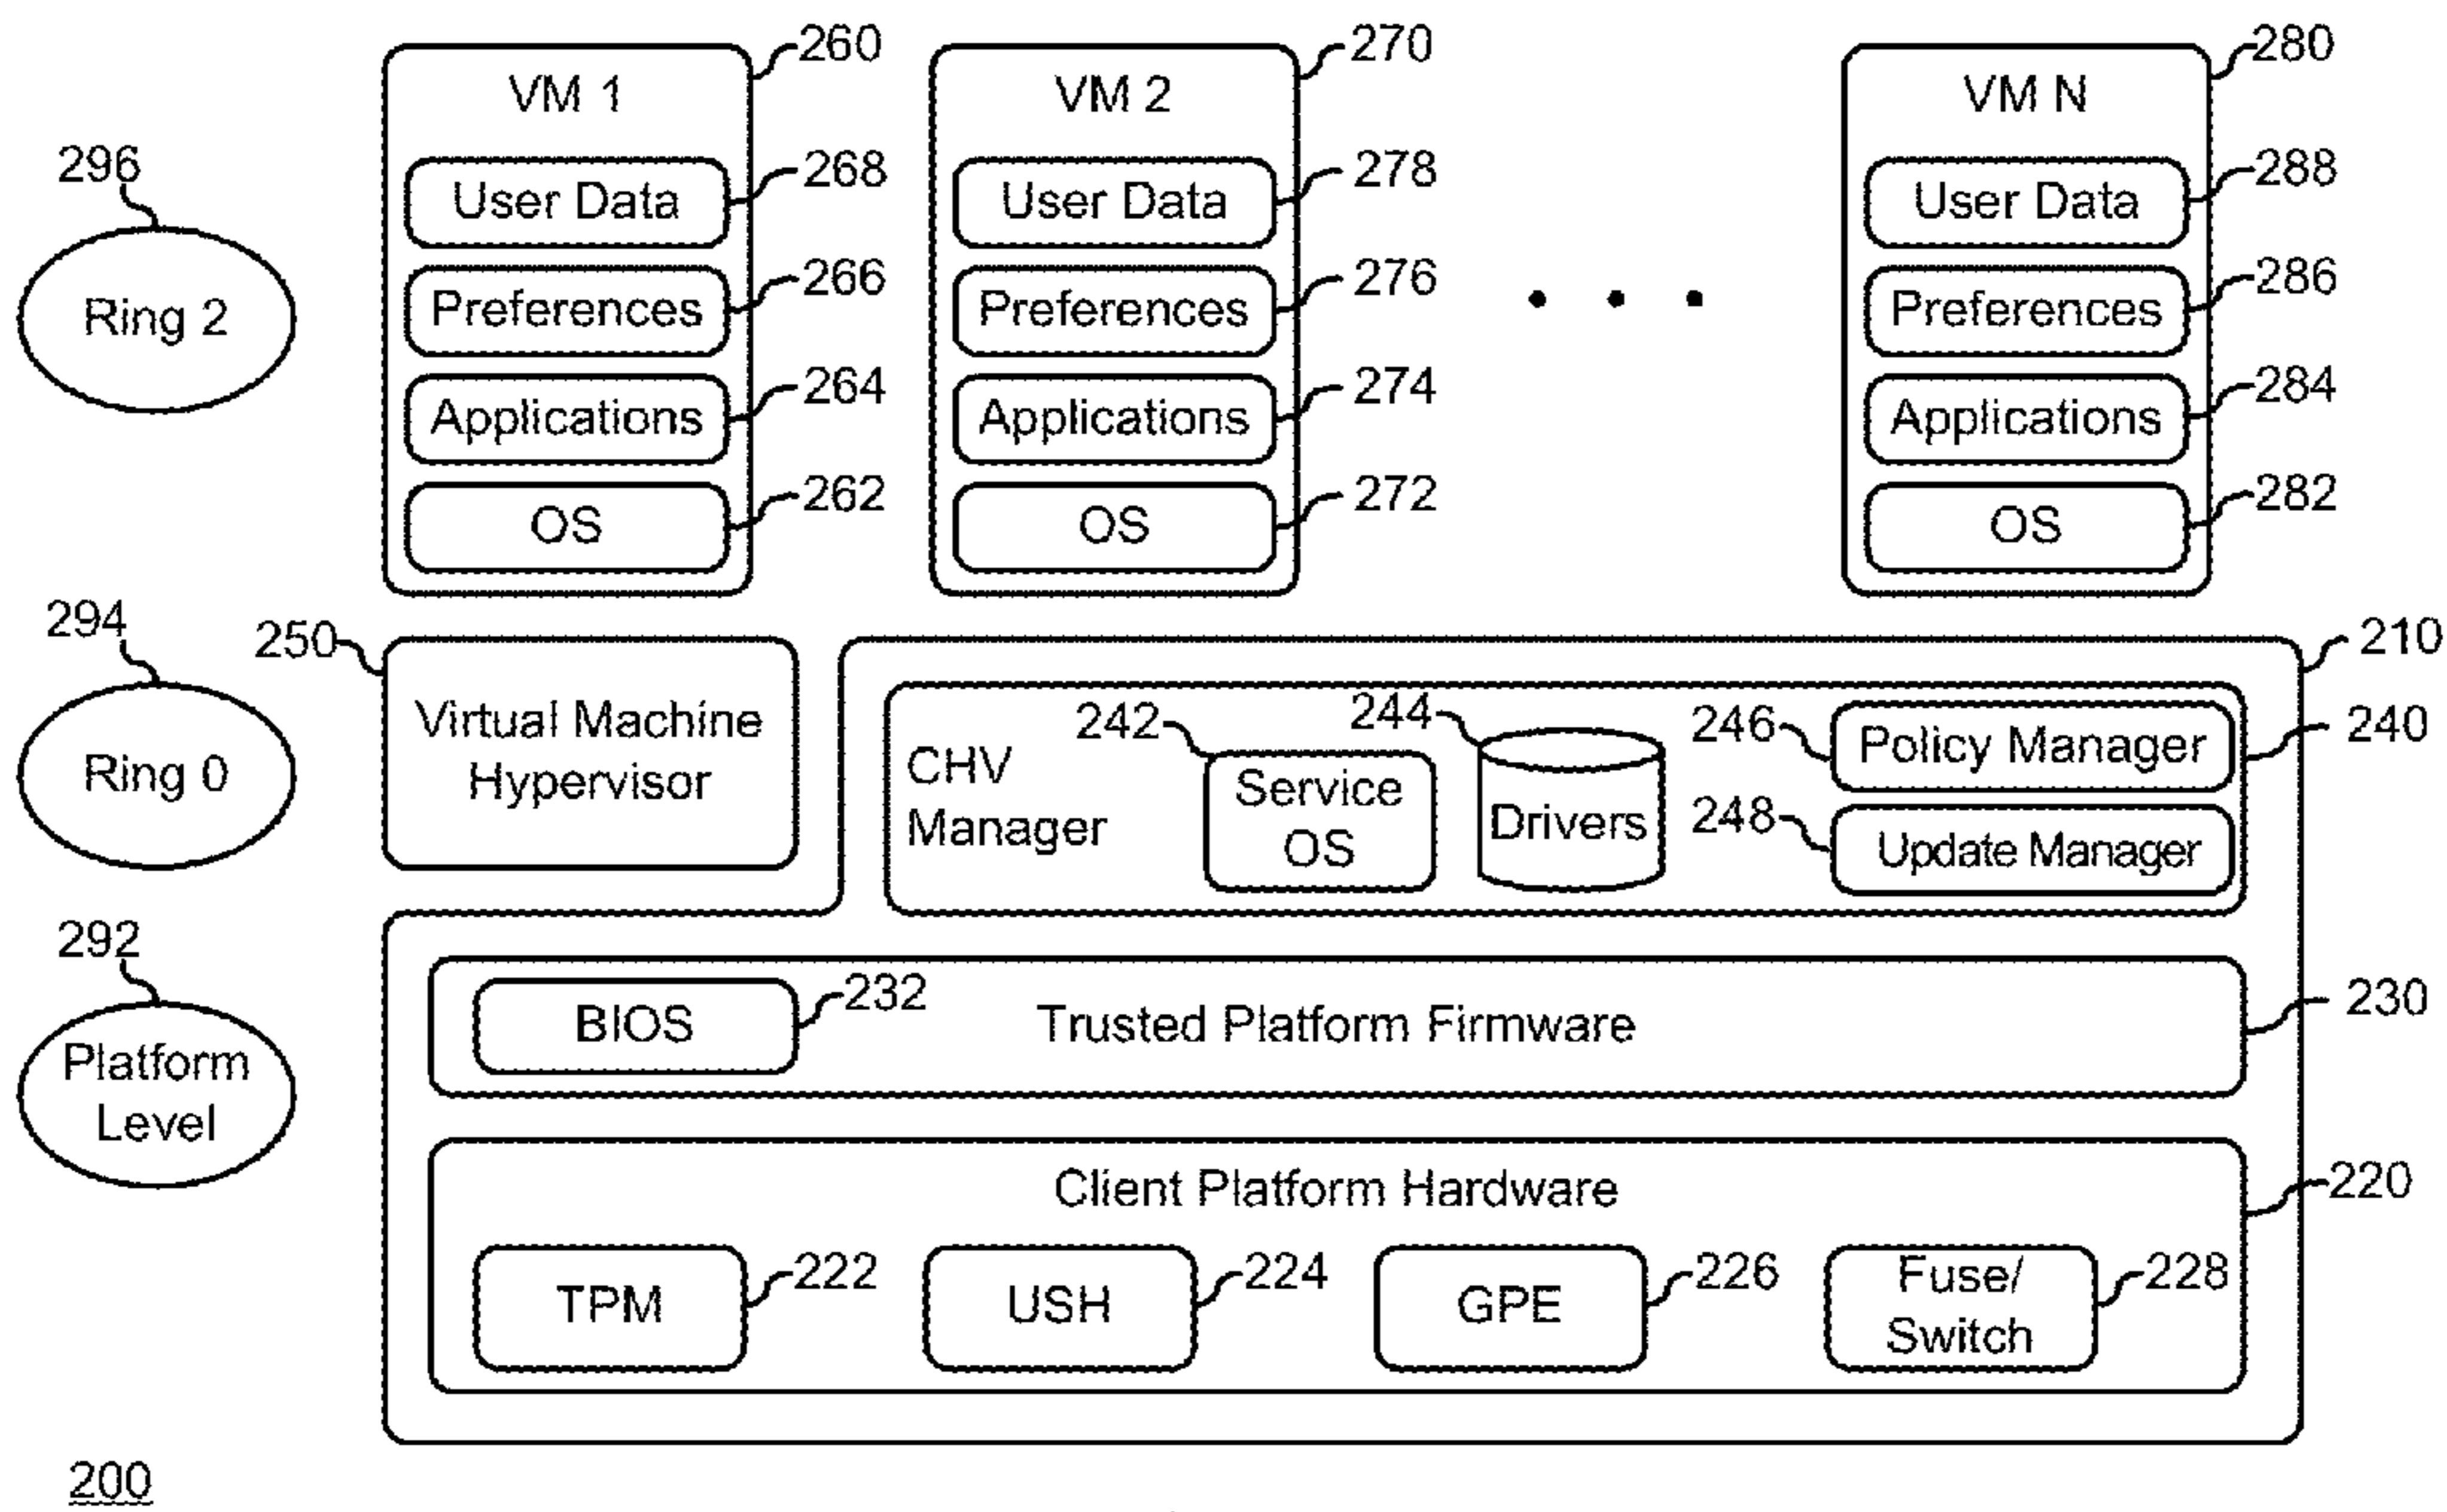 260
270
280
VM 1
VM 2
VM N
296
268
278
288
User Data
User Data
User Data
Ring 2
266
276
286
Preferences
Preferences
Preferences
264
274
284
Applications
Applications
Applications
262
272
282
OS
OS
OS
294
250
210
Ring 0
Virtual Machine
Hypervisor
CHV
Manager
242
Service
OS
244
Drivers
246
Policy Manager
240
248
Update Manager
292
Platform
Level
BIOS
232
Trusted Platform Firmware
230
Client Platform Hardware
220
TPM
222
USH
224
GPE
226
Fuse/
Switch
228
200